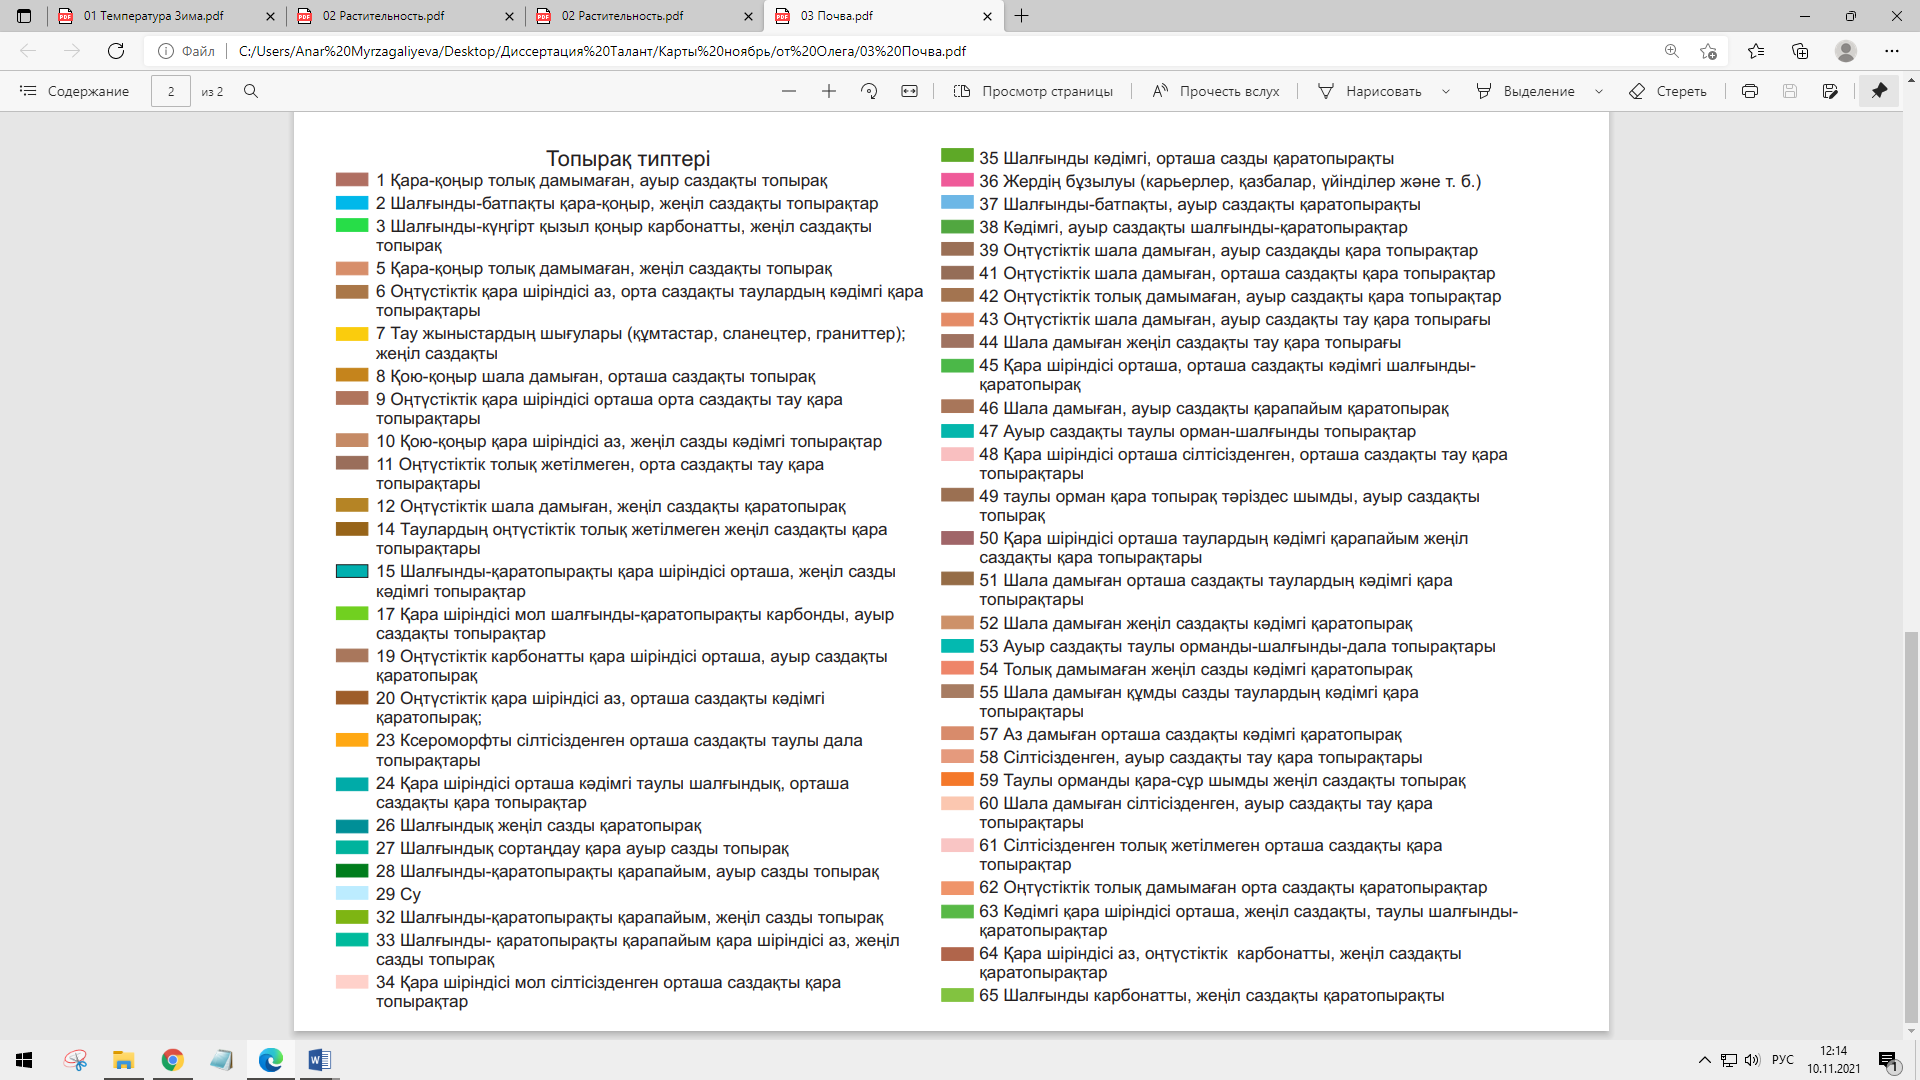 01 Температура Зима.pdf
02 Растительность.pdf
02 Растительность.pdf
03 Почва.pdf
Файл
C:/Users/Anar%20Myrzagaliyeva/Desktop/Диссертация%20Талант/Карты%20ноябрь/от%20Олега/03%20Почва.pdf
Содержание
2
из 2
Просмотр страницы
Прочесть вслух
Нарисовать
Выделение
Стереть
Топырақ типтері
1 Қара-қоңыр толық дамымаған, ауыр саздақты топырақ
2 Шалғынды-батпақты қара-қоңыр, жеңіл саздақты топырақтар
3 Шалғынды-күңгірт қызыл қоңыр карбонатты, жеңіл саздақты
топырақ
5 Қара-қоңыр толық дамымаған, жеңіл саздақты топырақ
6 Оңтүстіктік қара шіріндісі аз, орта саздақты таулардың кәдімгі қара
топырақтары
7 Тау жыныстардың шығулары (құмтастар, сланецтер, граниттер);
жеңіл саздақты
8 Қою-қоңыр шала дамыған, орташа саздақты топырақ
9 Оңтүстіктік қара шіріндісі орташа орта саздақты тау қара
топырақтары
10 Қою-қоңыр қара шіріндісі аз, жеңіл сазды кәдімгі топырақтар
11 Оңтүстіктік толық жетілмеген, орта саздақты тау қара
топырақтары
12 Оңтүстіктік шала дамыған, жеңіл саздақты қаратопырақ
14 Таулардың оңтүстіктік толық жетілмеген жеңіл саздақты қара
топырақтары
15 Шалғынды-қаратопырақты қара шіріндісі орташа, жеңіл сазды
кәдімгі топырақтар
17 Қара шіріндісі мол шалғынды-қаратопырақты карбонды, ауыр
саздақты топырақтар
19 Оңтүстіктік карбонатты қара шіріндісі орташа, ауыр саздақты
қаратопырақ
20 Оңтүстіктік қара шіріндісі аз, орташа саздақты кәдімгі
қаратопырақ;
23 Ксероморфты сілтісізденген орташа саздақты таулы дала
топырақтары
24 Қара шіріндісі орташа кәдімгі таулы шалғындық, орташа
саздақты қара топырақтар
26 Шалғындық жеңіл сазды қаратопырақ
27 Шалғындық сортаңдау қара ауыр сазды топырақ
28 Шалғынды-қаратопырақты қарапайым, ауыр сазды топырақ
29 Су
32 Шалғынды-қаратопырақты қарапайым, жеңіл сазды топырақ
33 Шалғынды- қаратопырақты қарапайым қара шіріндісі аз, жеңіл
сазды топырақ
34 Қара шіріндісі мол сілтісізденген орташа саздақты қара
топырақтар
35 Шалғынды кәдімгі, орташа сазды қаратопырақты
36 Жердің бұзылуы (карьерлер, қазбалар, үйінділер және т. б.)
37 Шалғынды-батпақты, ауыр саздақты қаратопырақты
38 Кәдімгі, ауыр саздақты шалғынды-қаратопырақтар
39 Оңтүстіктік шала дамыған, ауыр саздақды қара топырақтар
41 Оңтүстіктік шала дамыған, орташа саздақты қара топырақтар
42 Оңтүстіктік толық дамымаған, ауыр саздақты қара топырақтар
43 Оңтүстіктік шала дамыған, ауыр саздақты тау қара топырағы
44 Шала дамыған жеңіл саздақты тау қара топырағы
45 Қара шіріндісі орташа, орташа саздақты кәдімгі шалғынды-
қаратопырақ
46 Шала дамыған, ауыр саздақты қарапайым қаратопырақ
47 Ауыр саздақты таулы орман-шалғынды топырақтар
48 Қара шіріндісі орташа сілтісізденген, орташа саздақты тау қара
топырақтары
49 таулы орман қара топырақ тәріздес шымды, ауыр саздақты
топырақ
50 Қара шіріндісі орташа таулардың кәдімгі қарапайым жеңіл
саздақты қара топырақтары
51 Шала дамыған орташа саздақты таулардың кәдімгі қара
топырақтары
52 Шала дамыған жеңіл саздақты кәдімгі қаратопырақ
53 Ауыр саздақты таулы орманды-шалғынды-дала топырақтары
54 Толық дамымаған жеңіл сазды кәдімгі қаратопырақ
55 Шала дамыған құмды сазды таулардың кәдімгі қара
топырақтары
57 Аз дамыған орташа саздақты кәдімгі қаратопырақ
58 Сілтісізденген, ауыр саздақты тау қара топырақтары
59 Таулы орманды қара-сұр шымды жеңіл саздақты топырақ
60 Шала дамыған сілтісізденген, ауыр саздақты тау қара
топырақтары
61 Сілтісізденген толық жетілмеген орташа саздақты қара
топырақтар
62 Оңтүстіктік толық дамымаған орта саздақты қаратопырақтар
63 Кәдімгі қара шіріндісі орташа, жеңіл саздақты, таулы шалғынды-
қаратопырақтар
64 Қара шіріндісі аз, оңтүстіктік карбонатты, жеңіл саздақты
қаратопырақтар
65 Шалғынды карбонатты, жеңіл саздақты қаратопырақты
РУС
12:14
10.11.2021
1